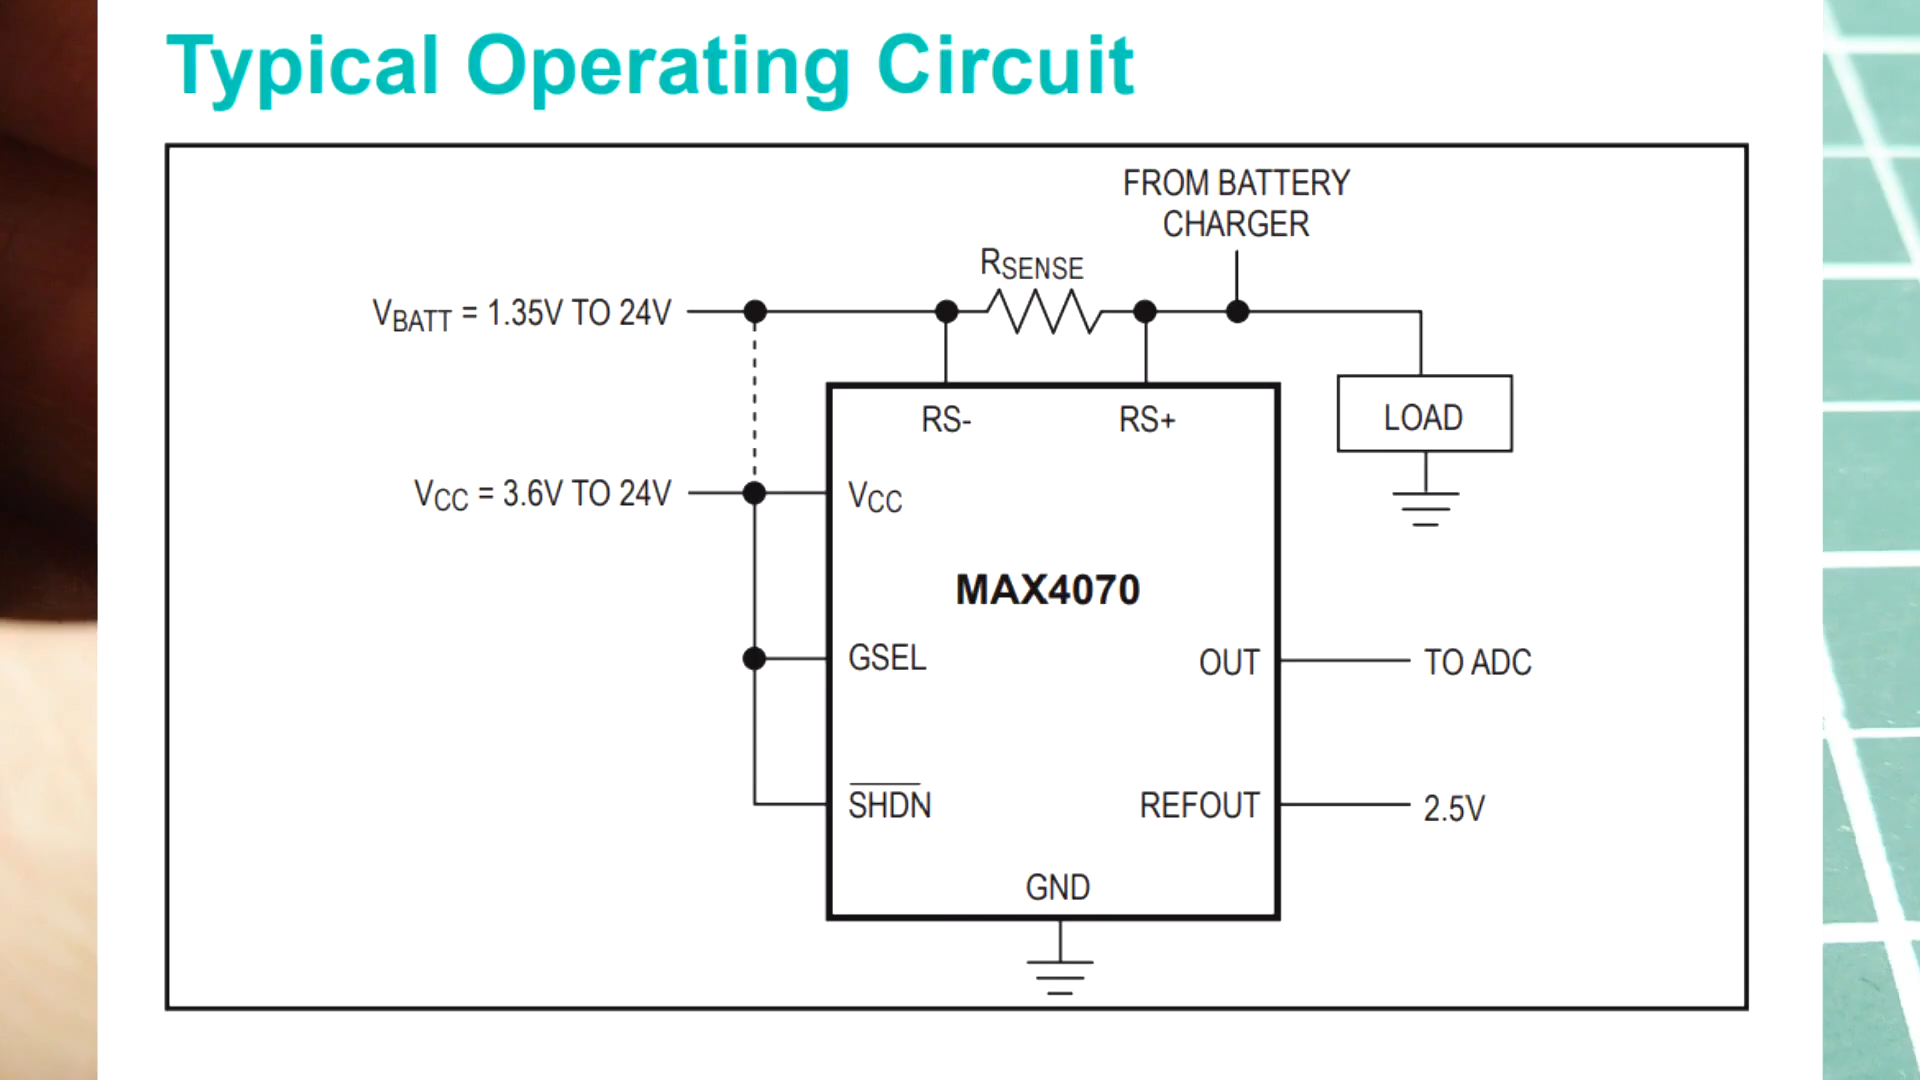 Typical Operating Circuit
FROM BATTERY
CHARGER
RSENSE
VBATT = 1.35V TO 24V
RS-
RS+
LOAD
VCC = 3.6V TO 24V
VCC
MAX4070
GSEL
OUT
TO ADC
SHDN
REFOUT
2.5V
GND